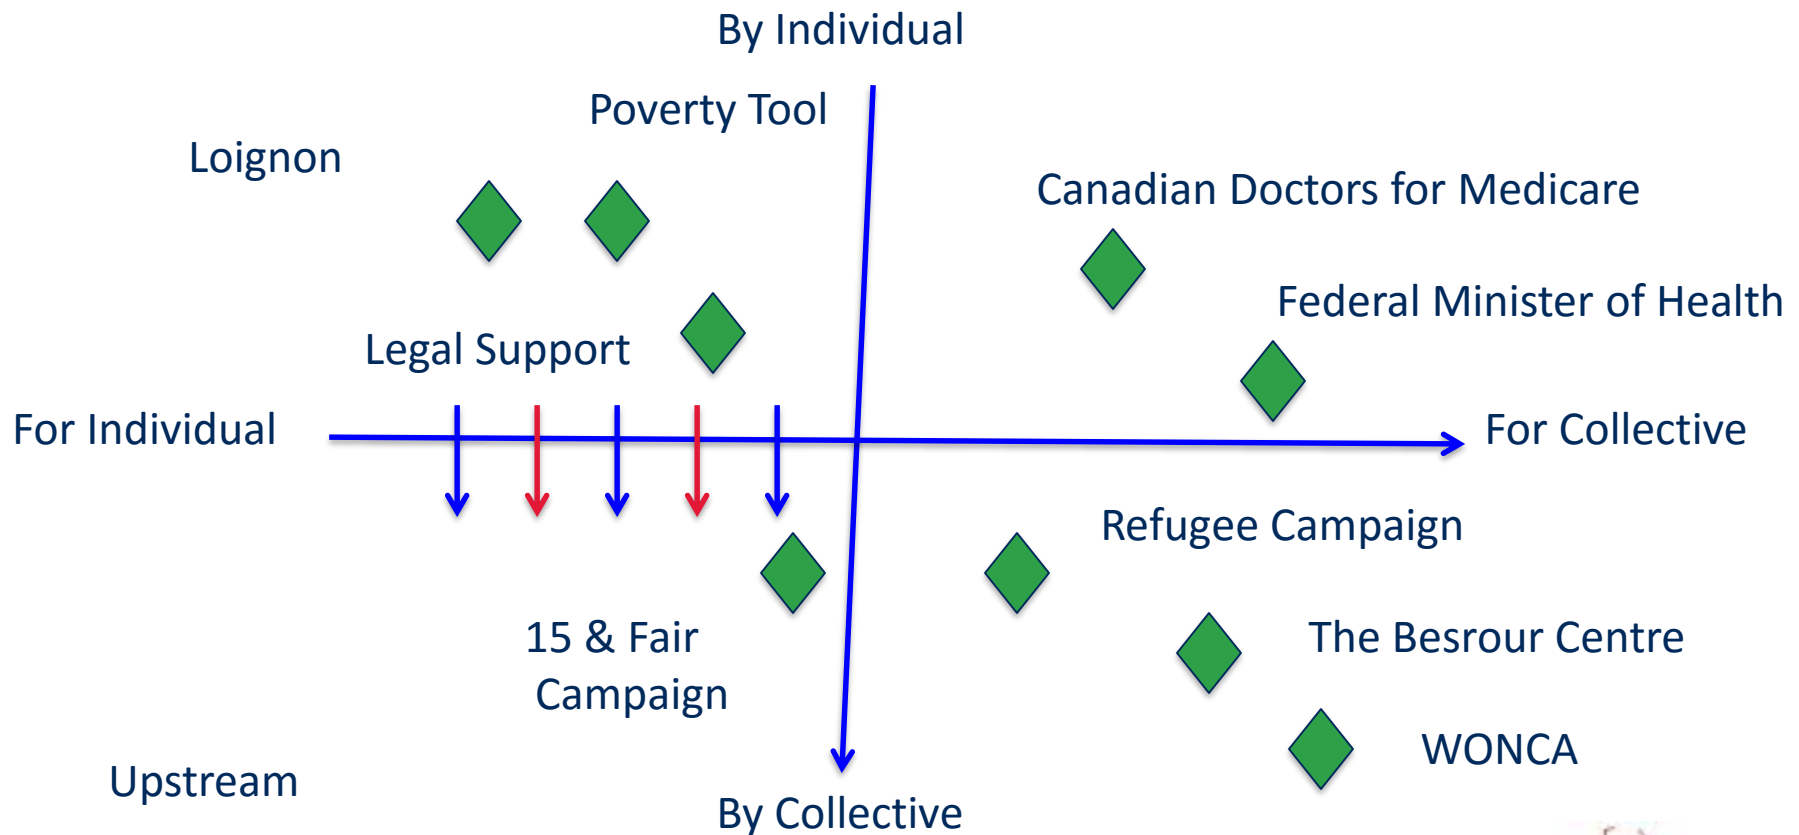 By Individual
Poverty Tool
Loignon
Canadian Doctors for Medicare
Federal Minister of Health
Legal Support
For Individual
For Collective
Refugee Campaign
15 & Fair
Campaign
The Besrour Centre
WONCA
Upstream
By Collective